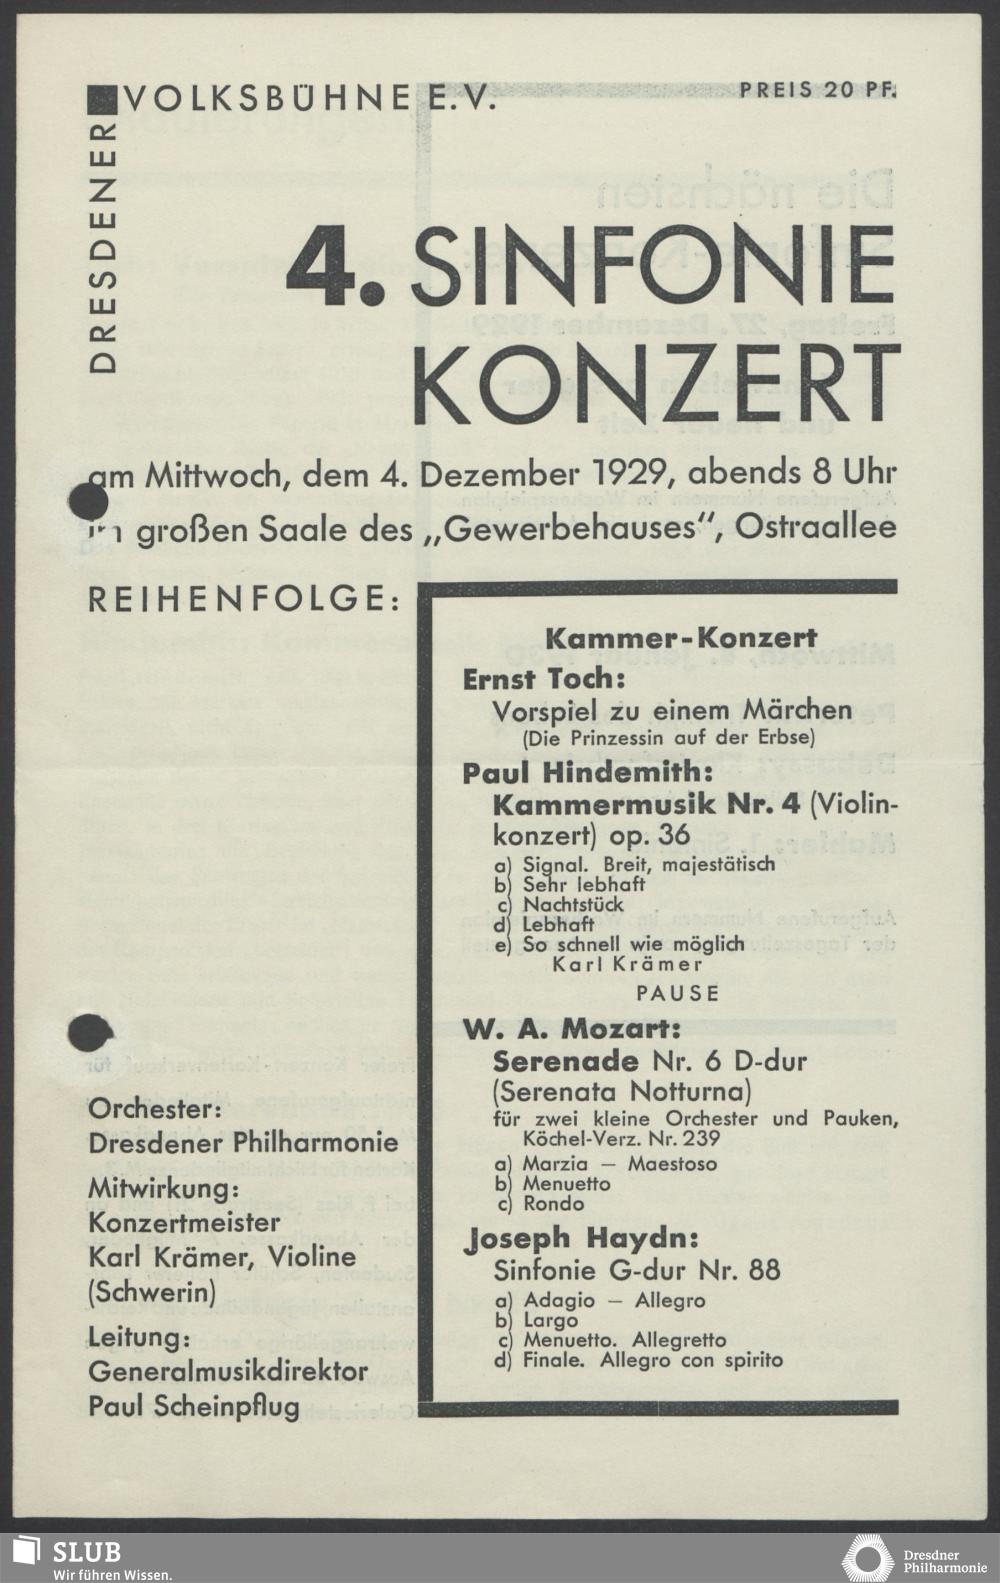 DRESDENER
VOLKSBÜHNE E.V.
PREIS 20 PF.
4. SINFONIE
KONZERT
am Mittwoch, dem 4. Dezember 1929, abends 8 Uhr
im großen Saale des „Gewerbehauses“, Ostraallee
REIHENFOLGE:
Kammer-Konzert
Ernst Toch:
Vorspiel zu einem Märchen
(Die Prinzessin auf der Erbse)
Paul Hindemith:
Kammermusik Nr. 4 (Violin-
konzert) op. 36
a) Signal. Breit, majestätisch
b) Sehr lebhaft
c) Nachtstück
d) Lebhaft
e) So schnell wie möglich
Karl Krämer
PAUSE
W. A. Mozart:
Serenade Nr. 6 D-dur
(Serenata Notturna)
für zwei kleine Orchester und Pauken,
Köchel-Verz. Nr. 239
a) Marzia — Maestoso
b) Menuetto
c) Rondo
Joseph Haydn:
Sinfonie G-dur Nr. 88
a) Adagio — Allegro
b) Largo
c) Menuetto. Allegretto
d) Finale. Allegro con spirito
Orchester:
Dresdener Philharmonie
Mitwirkung:
Konzertmeister
Karl Krämer, Violine
(Schwerin)
Leitung:
Generalmusikdirektor
Paul Scheinpflug
SLUB
Wir führen Wissen.
Dresdner
Philharmonie